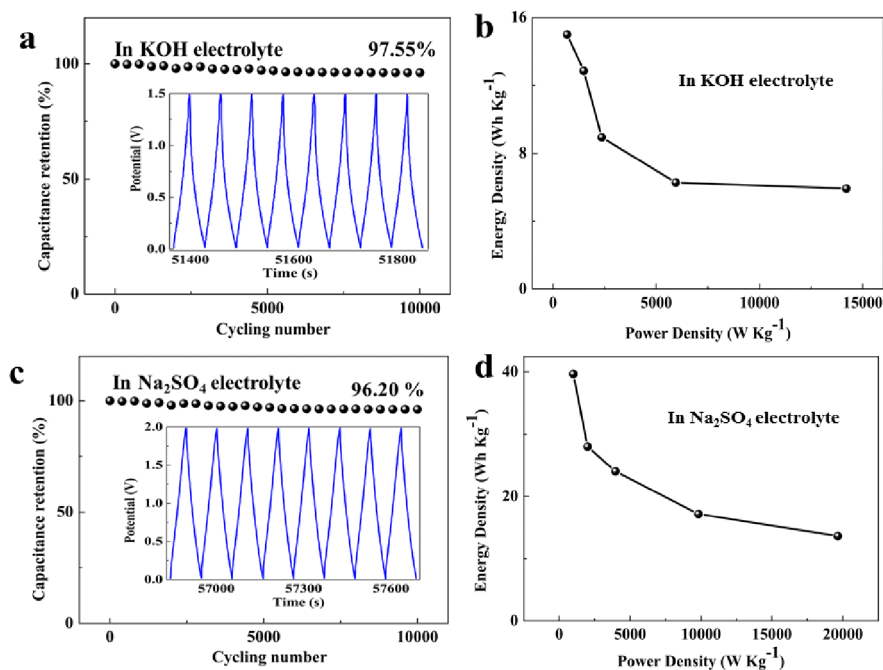 a
In KOH electrolyte 97.55%
Capacitance retention (%)
100
50
0
0 5000 10000
Cycling number
Potential (V)
1.5
1.0
0.5
0.0
51400 51600 51800
Time (s)
b
In KOH electrolyte
Energy Density (Wh Kg⁻¹)
16
12
8
4
0
0 5000 10000 15000
Power Density (W Kg⁻¹)
c
In Na₂SO₄ electrolyte 96.20 %
Capacitance retention (%)
100
50
0
0 5000 10000
Cycling number
Potential (V)
2.0
1.5
1.0
0.5
0.0
57000 57300 57600
Time (s)
d
In Na₂SO₄ electrolyte
Energy Density (Wh Kg⁻¹)
40
20
0
0 5000 10000 15000 20000
Power Density (W Kg⁻¹)